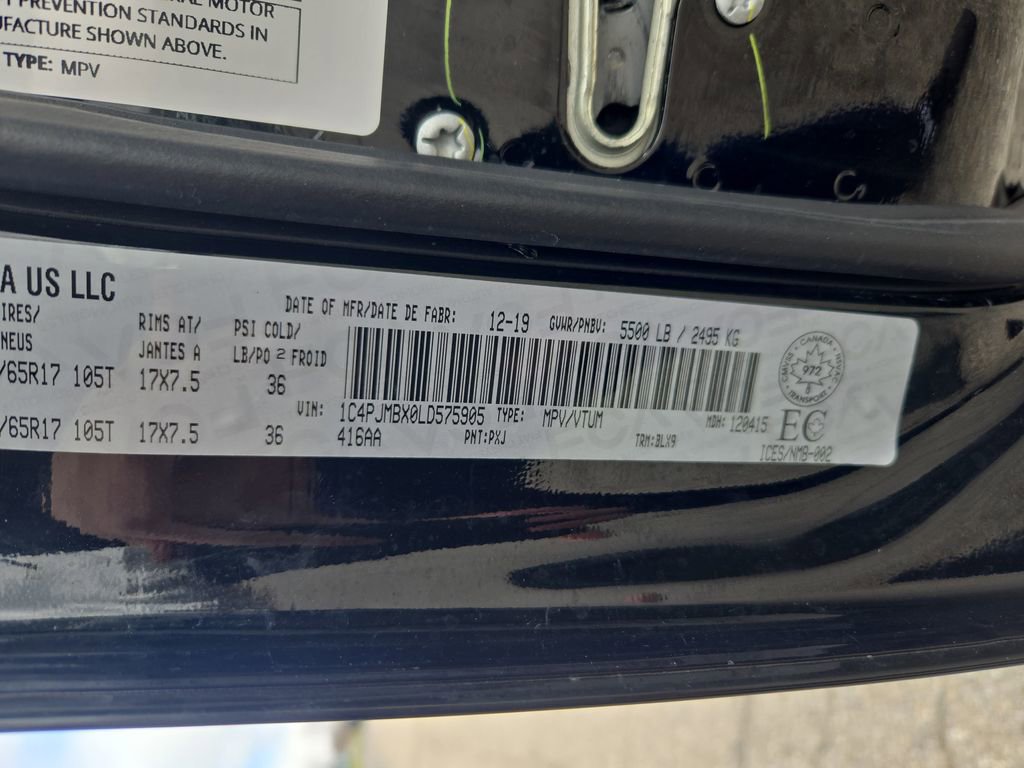 MOTOR
PREVENTION STANDARDS IN
UFACTURE SHOWN ABOVE.
TYPE: MPV
A US LLC
IRES/
NEUS
RIMS AT/
JANTES A
PSI COLD/
LB/PO 2 FROID
DATE OF MFR/DATE DE FABR: 12-19 GVWR/PNBV: 5500 LB / 2495 KG
/65R17 105T 17X7.5 36
VIN: 1C4PJMBX0LD575905 TYPE: MPV/VTUM MDH: 120415
/65R17 105T 17X7.5 36 416AA PNT:PXJ TRM:BLX9
CANADA
972
TRANSPORT
EC
ICES/NMB-002